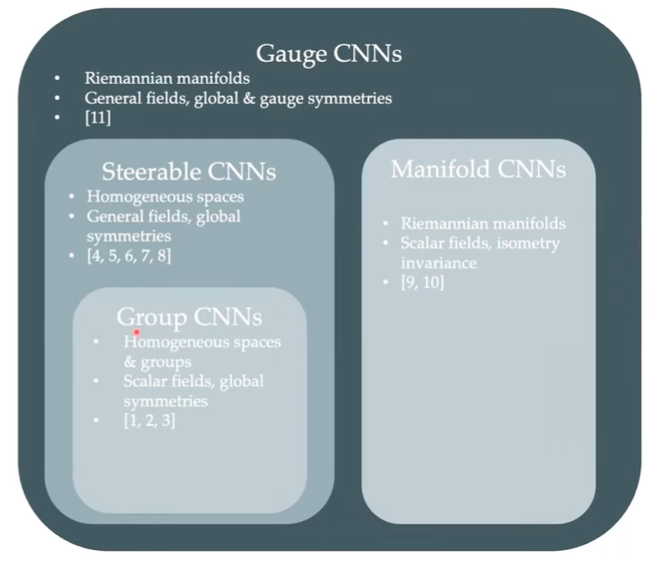 Gauge CNNs
• Riemannian manifolds
• General fields, global & gauge symmetries
• [11]
Steerable CNNs
• Homogeneous spaces
• General fields, global
symmetries
• [4, 5, 6, 7, 8]
Group CNNs
• Homogeneous spaces
& groups
• Scalar fields, global
symmetries
• [1, 2, 3]
Manifold CNNs
• Riemannian manifolds
• Scalar fields, isometry
invariance
• [9, 10]